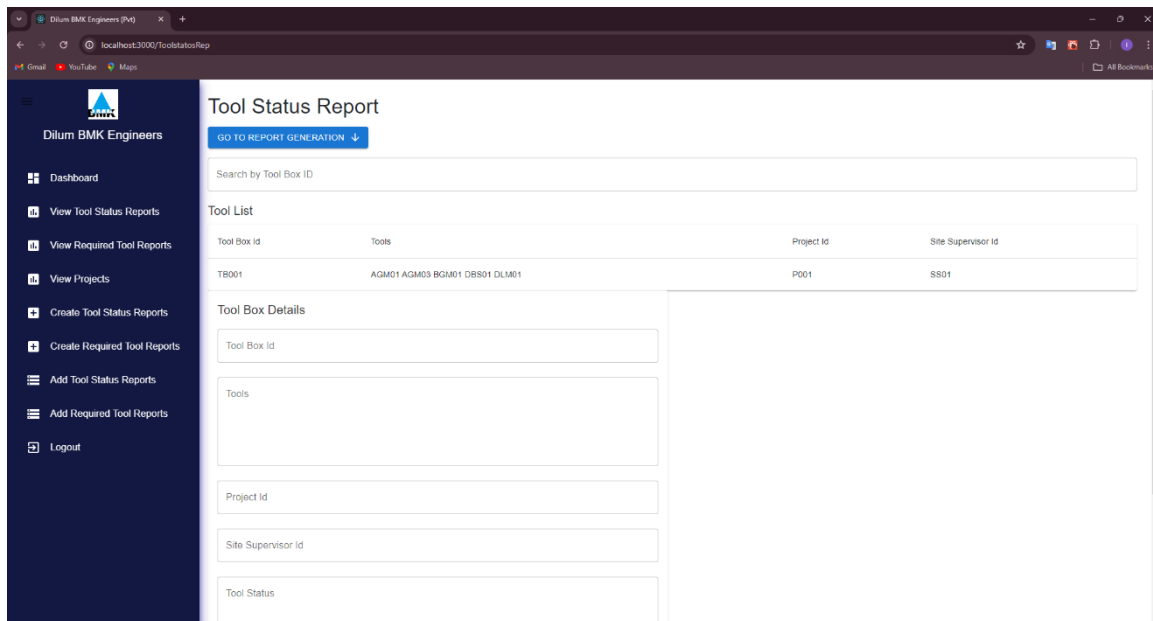 Dilum BMK Engineers (Pvt)
localhost:3000/ToolstatosRep
Gmail YouTube Maps All Bookmarks
BMK
Dilum BMK Engineers
Dashboard
View Tool Status Reports
View Required Tool Reports
View Projects
Create Tool Status Reports
Create Required Tool Reports
Add Tool Status Reports
Add Required Tool Reports
Logout
Tool Status Report
GO TO REPORT GENERATION
Search by Tool Box ID
Tool List
Tool Box Id Tools Project Id Site Supervisor Id
TB001 AGM01 AGM03 BGM01 DBS01 DLM01 P001 SS01
Tool Box Details
Tool Box Id
Tools
Project Id
Site Supervisor Id
Tool Status